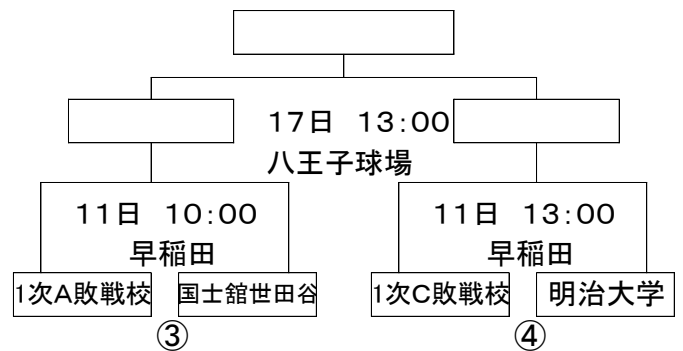 17日 13:00
八王子球場
11日 10:00
早稲田
11日 13:00
早稲田
1次A敗戦校
国士舘世田谷
1次C敗戦校
明治大学
③
④